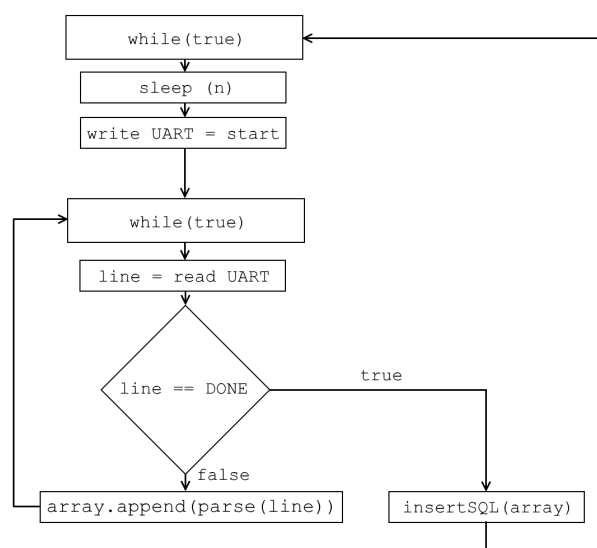 while(true)
sleep (n)
write UART = start
while(true)
line = read UART
line == DONE
true
false
array.append(parse(line))
insertSQL(array)